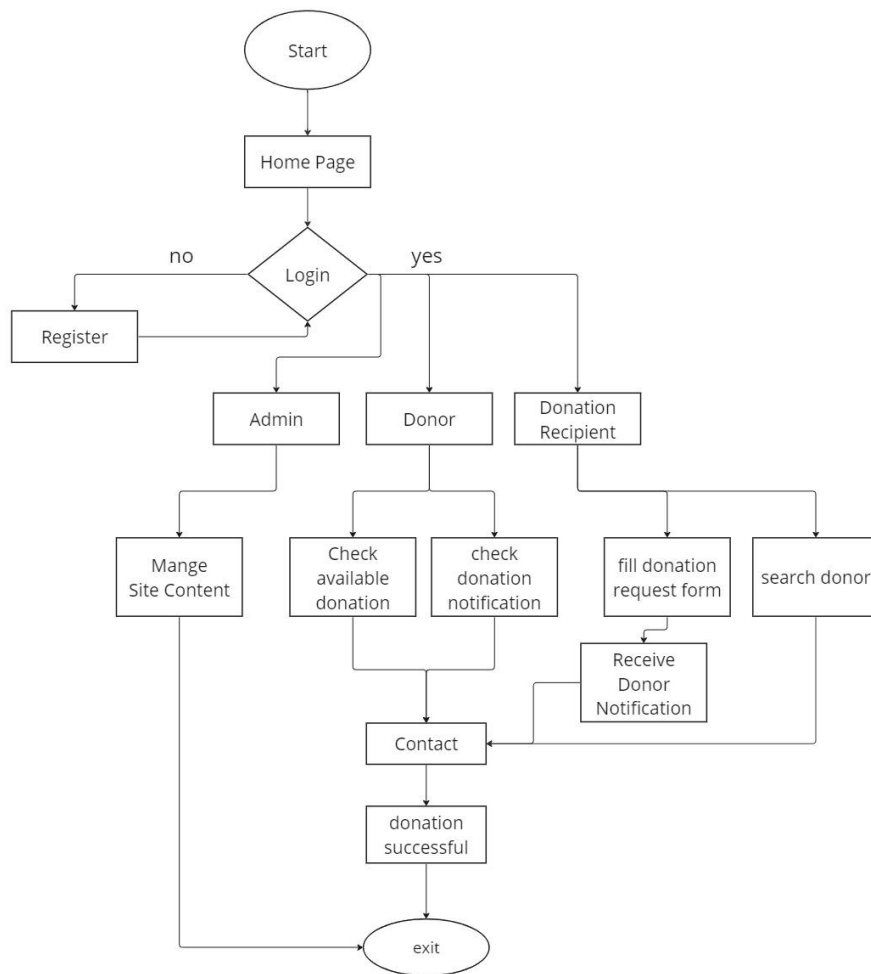 Start
Home Page
no
yes
Login
Register
Admin
Donor
Donation
Recipient
Mange
Site Content
Check
available
donation
check
donation
notification
fill donation
request form
search donor
Receive
Donor
Notification
Contact
donation
successful
exit